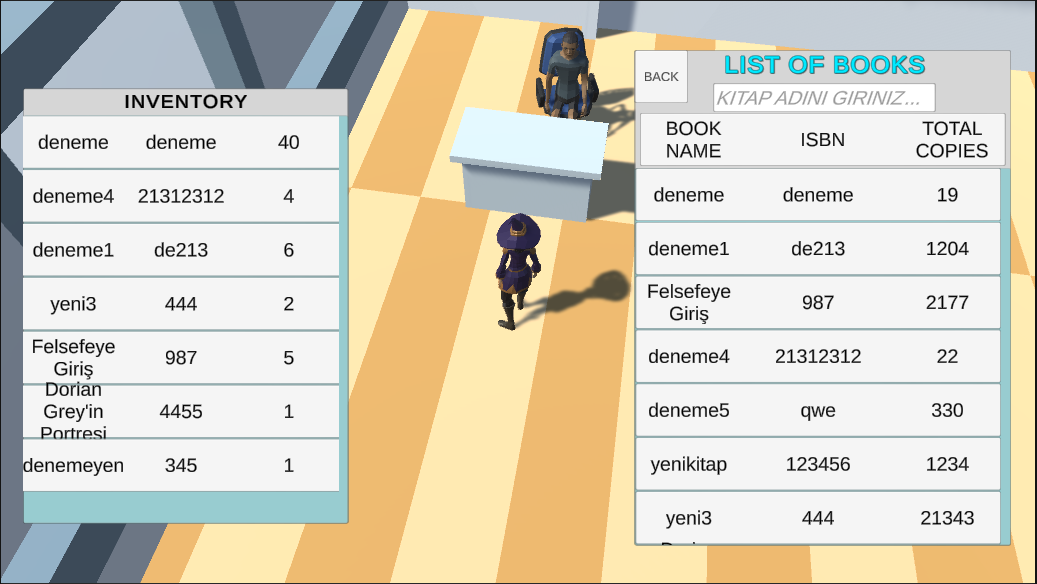 INVENTORY
deneme deneme 40
deneme4 21312312 4
deneme1 de213 6
yeni3 444 2
Felsefeye
Giriş 987 5
Dorian
Grey'in 4455 1
Portresi
denemeyen 345 1
BACK
LIST OF BOOKS
KITAP ADINI GIRINIZ...
BOOK
NAME ISBN TOTAL
COPIES
deneme deneme 19
deneme1 de213 1204
Felsefeye
Giriş 987 2177
deneme4 21312312 22
deneme5 qwe 330
yenikitap 123456 1234
yeni3 444 21343